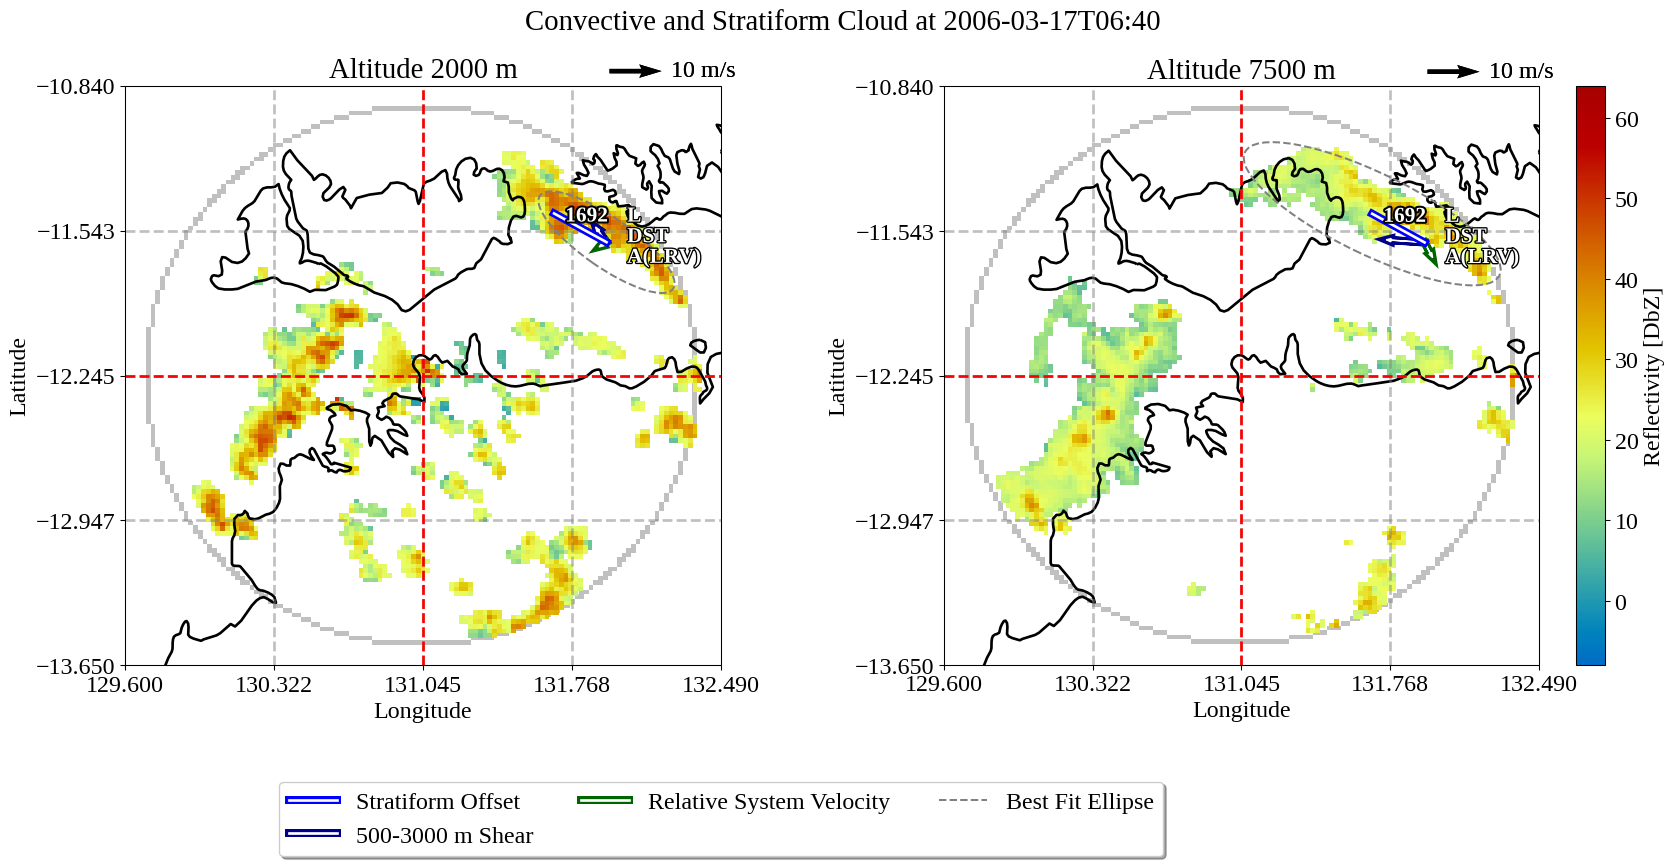 Convective and Stratiform Cloud at 2006-03-17T06:40
Altitude 2000 m
10 m/s
Altitude 7500 m
10 m/s
−10.840
−11.543
−12.245
−12.947
−13.650
129.600
130.322
131.045
131.768
132.490
Latitude
Longitude
1692
L
DST
A(LRV)
−10.840
−11.543
−12.245
−12.947
−13.650
129.600
130.322
131.045
131.768
132.490
Latitude
Longitude
1692
L
DST
A(LRV)
60
50
40
30
20
10
0
Reflectivity [DbZ]
Stratiform Offset
500-3000 m Shear
Relative System Velocity
Best Fit Ellipse